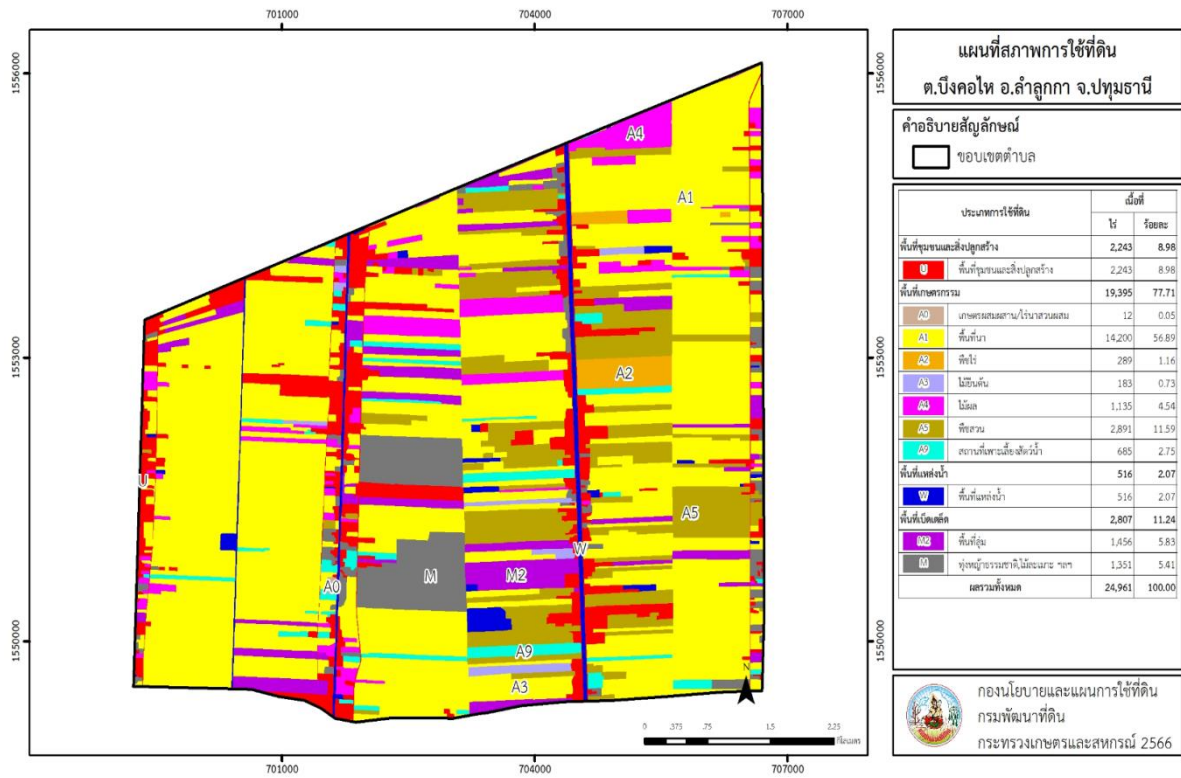 701000 704000 707000
1556000 1556000
1553000 1553000
1550000 1550000
A4
A1
A2
U
A5
W
A0
M
M2
A9
A3
N
0 .375 .75 1.5 2.25
กิโลเมตร
701000 704000 707000
แผนที่สภาพการใช้ที่ดิน
ต.บึงคอไห อ.ลำลูกกา จ.ปทุมธานี
คำอธิบายสัญลักษณ์
ขอบเขตตำบล
ประเภทการใช้ที่ดิน เนื้อที่
ไร่ ร้อยละ
พื้นที่ชุมชนและสิ่งปลูกสร้าง 2,243 8.98
U พื้นที่ชุมชนและสิ่งปลูกสร้าง 2,243 8.98
พื้นที่เกษตรกรรม 19,395 77.71
A0 เกษตรผสมผสาน/ไร่นาสวนผสม 12 0.05
A1 พื้นที่นา 14,200 56.89
A2 พืชไร่ 289 1.16
A3 ไม้ยืนต้น 183 0.73
A4 ไม้ผล 1,135 4.54
A5 พืชสวน 2,891 11.59
A9 สถานที่เพาะเลี้ยงสัตว์น้ำ 685 2.75
พื้นที่แหล่งน้ำ 516 2.07
W พื้นที่แหล่งน้ำ 516 2.07
พื้นที่เบ็ดเตล็ด 2,807 11.24
M2 พื้นที่ลุ่ม 1,456 5.83
M ทุ่งหญ้าธรรมชาติ,ไม้ละเมาะ ฯลฯ 1,351 5.41
ผลรวมทั้งหมด 24,961 100.00
กองนโยบายและแผนการใช้ที่ดิน
กรมพัฒนาที่ดิน
กระทรวงเกษตรและสหกรณ์ 2566